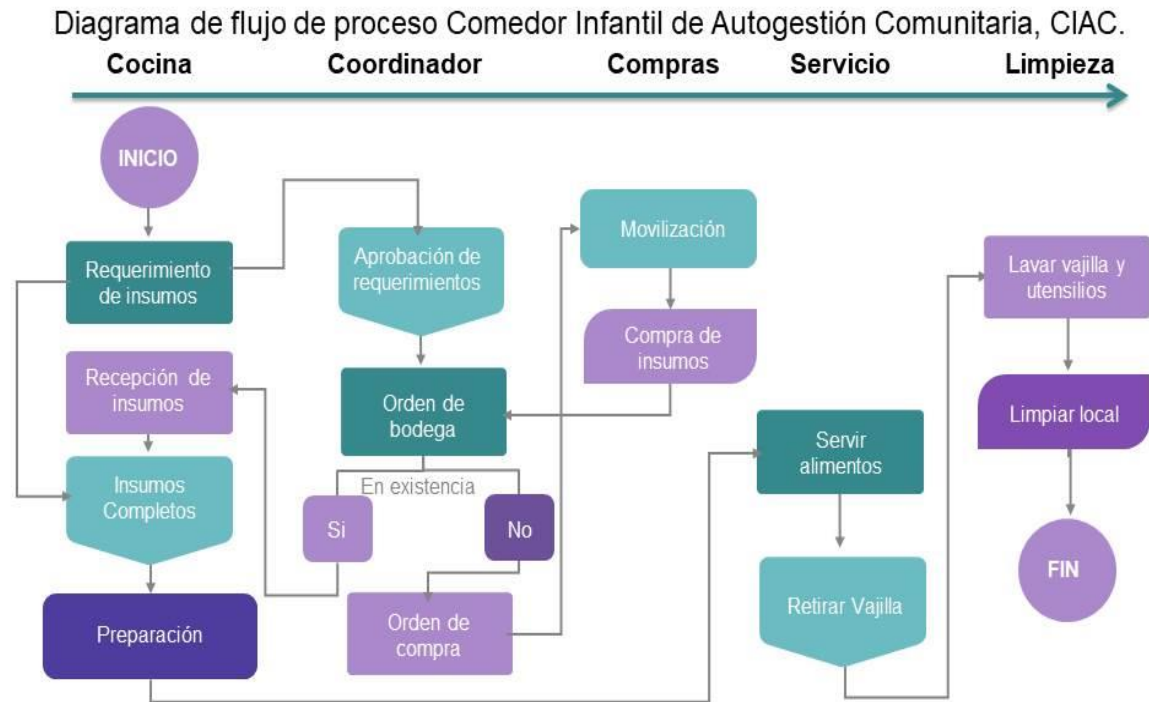 Diagrama de flujo de proceso Comedor Infantil de Autogestión Comunitaria, CIAC.
Cocina
Coordinador
Compras
Servicio
Limpieza
INICIO
Requerimiento
de insumos
Recepción de
insumos
Insumos
Completos
Preparación
Aprobación de
requerimientos
Orden de
bodega
En existencia
Si
No
Orden de
compra
Movilización
Compra de
insumos
Servir
alimentos
Retirar Vajilla
Lavar vajilla y
utensilios
Limpiar local
FIN